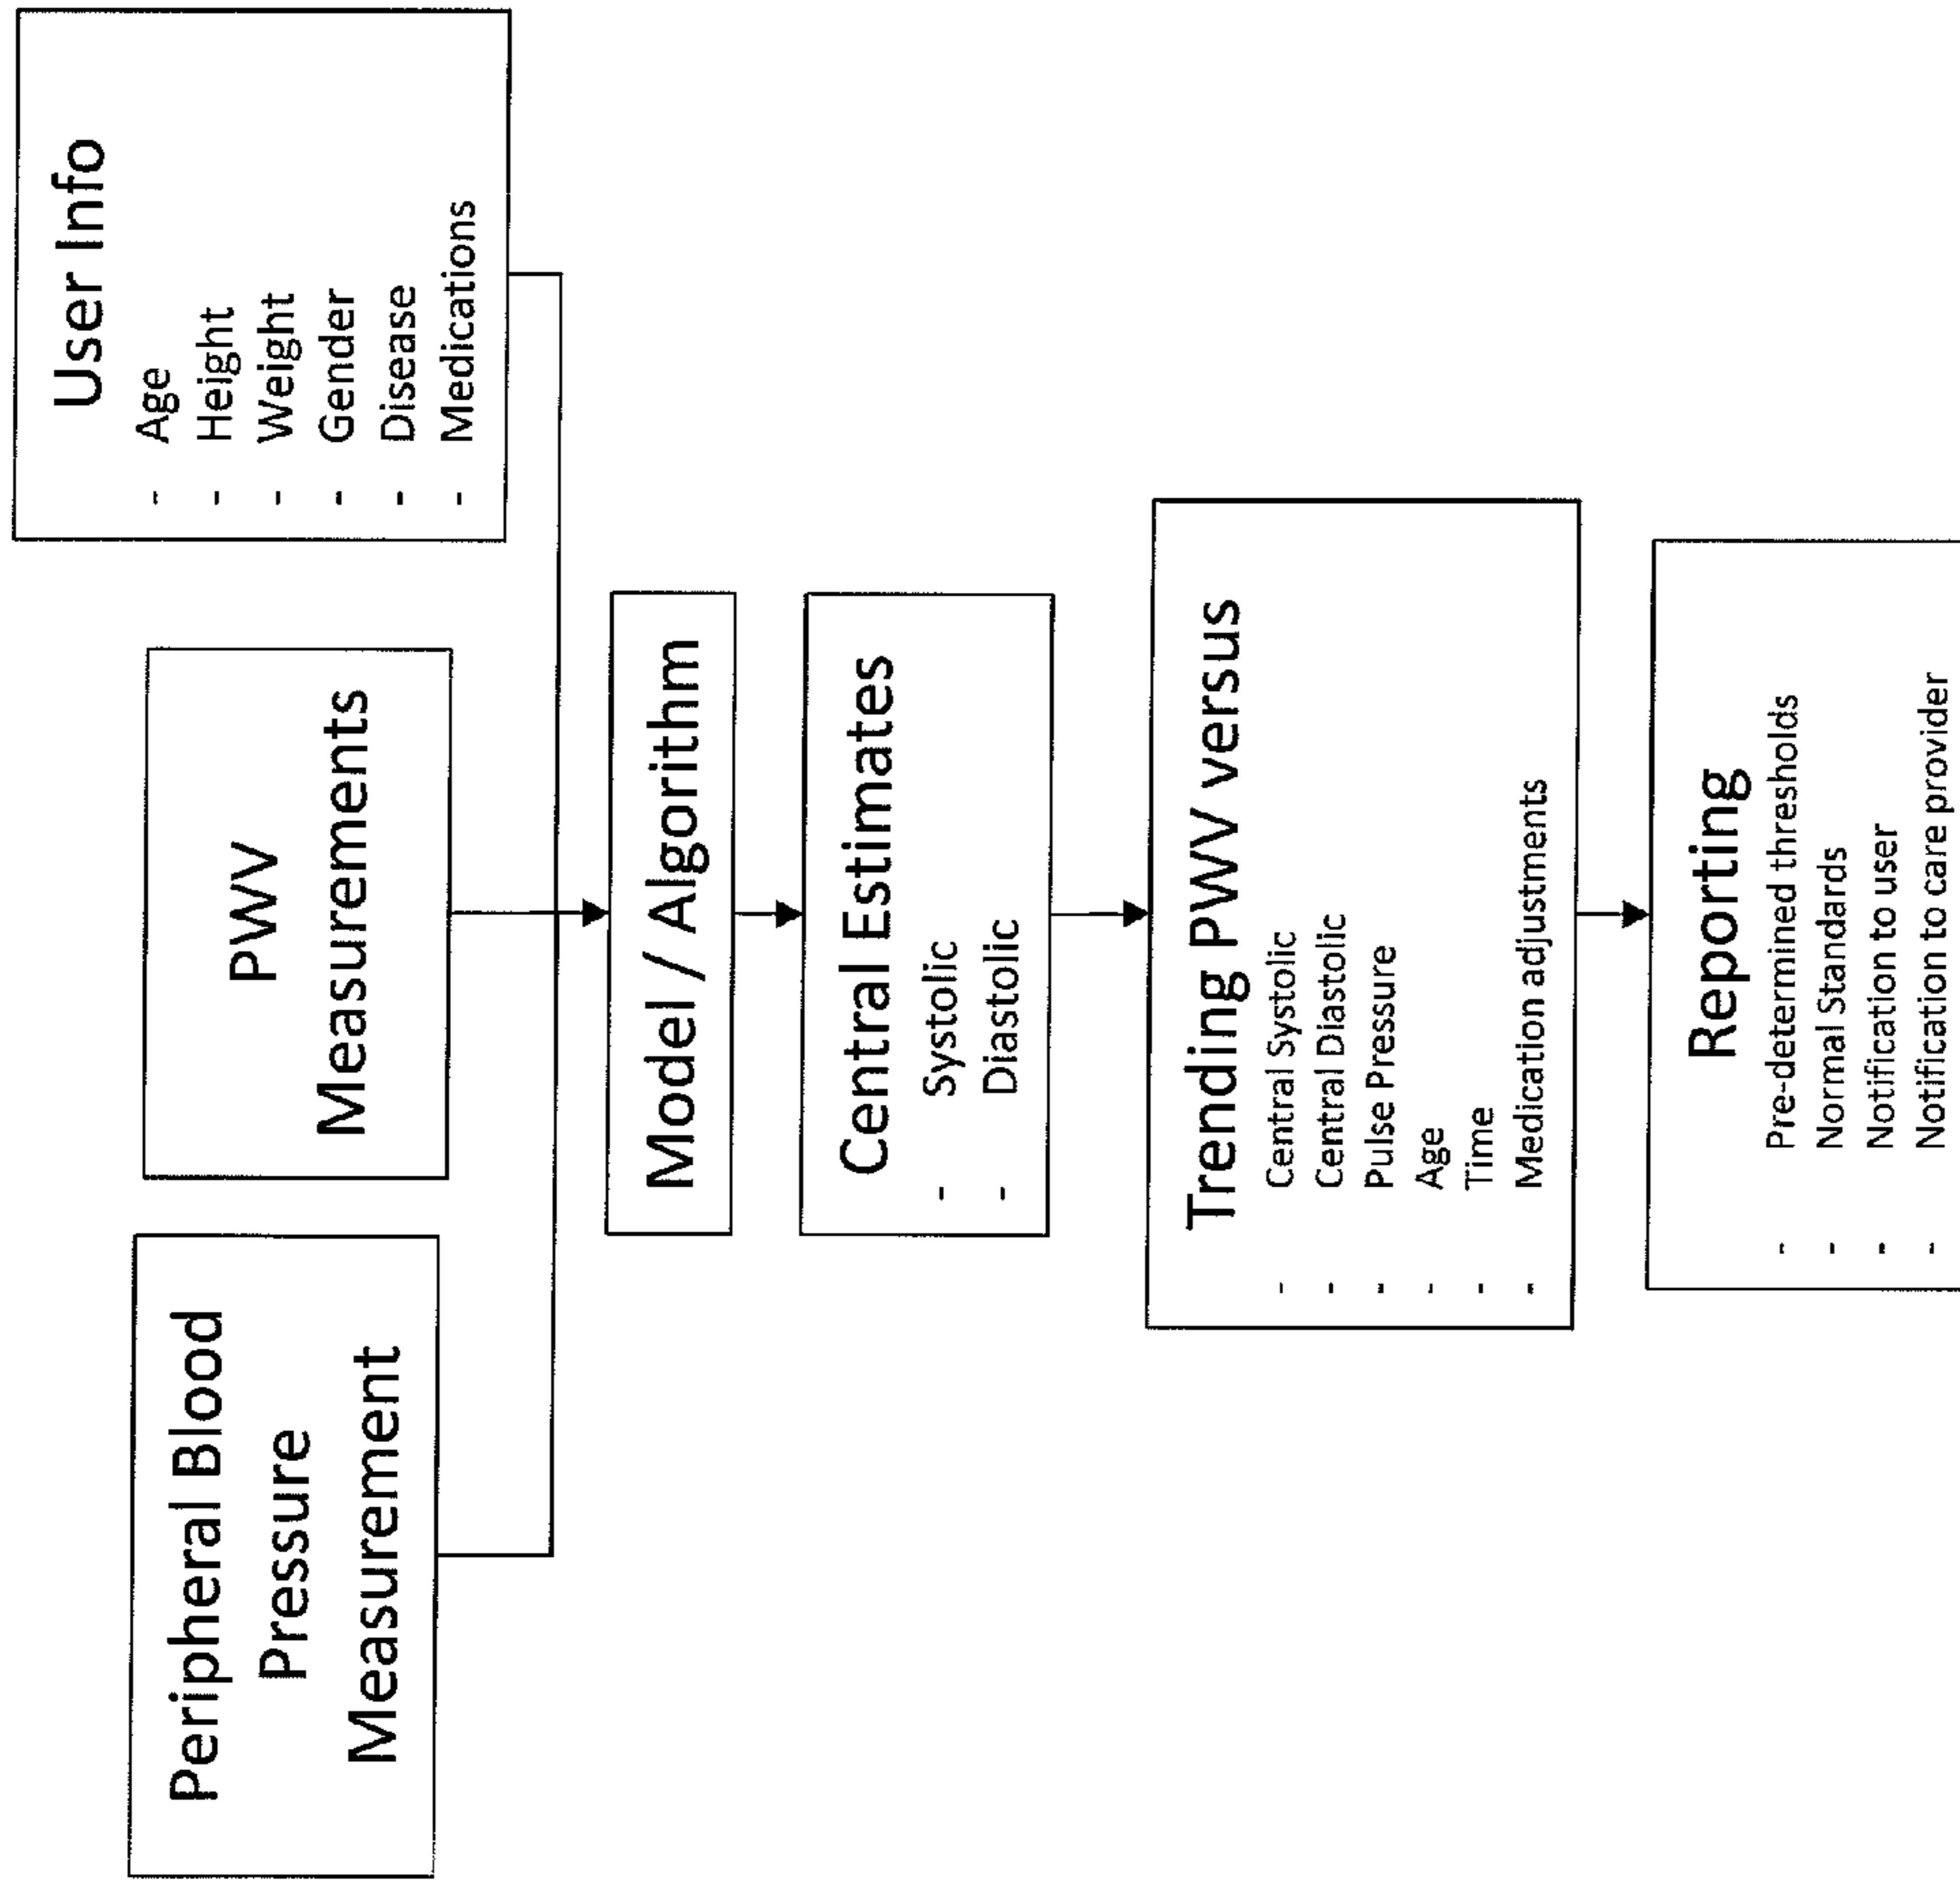 Peripheral Blood
Pressure
Measurement
PWV
Measurements
User Info
- Age
- Height
- Weight
- Gender
- Disease
- Medications
Model / Algorithm
Central Estimates
- Systolic
- Diastolic
Trending PWV versus
- Central Systolic
- Central Diastolic
- Pulse Pressure
- Age
- Time
- Medication adjustments
Reporting
- Pre-determined thresholds
- Normal Standards
- Notification to user
- Notification to care provider